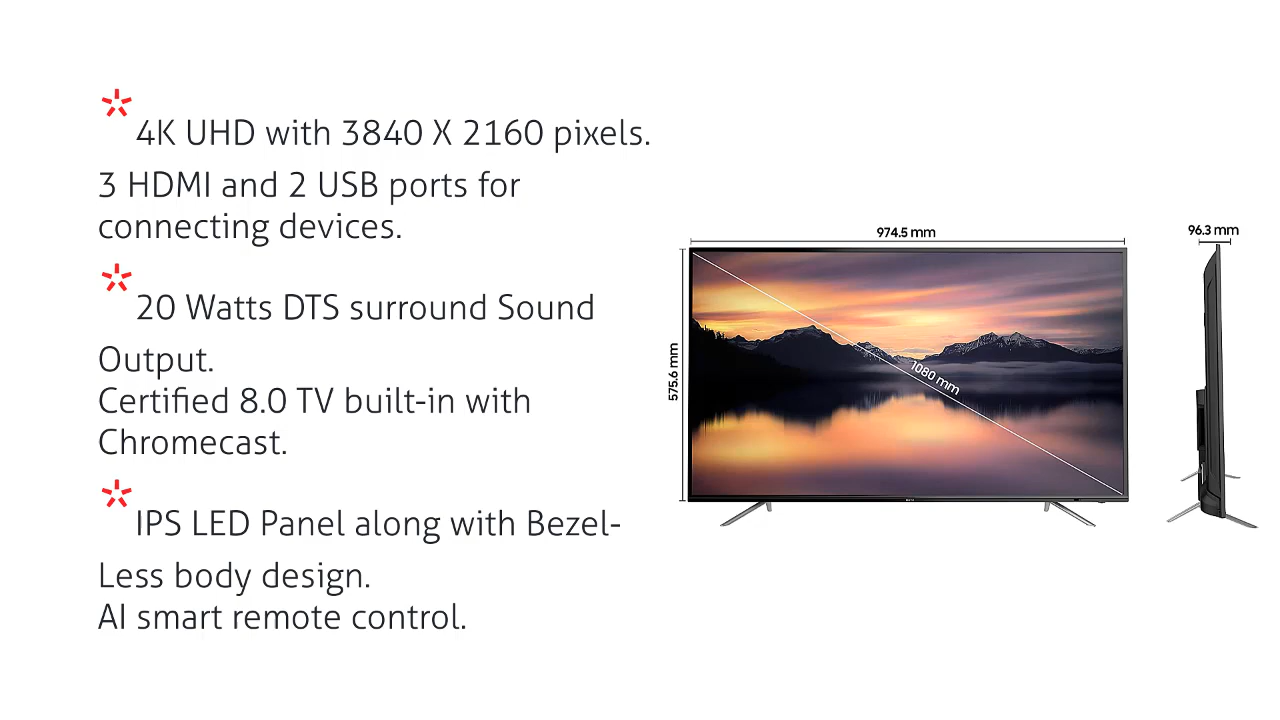 * 4K UHD with 3840 X 2160 pixels.
3 HDMI and 2 USB ports for
connecting devices.
* 20 Watts DTS surround Sound
Output.
Certified 8.0 TV built-in with
Chromecast.
* IPS LED Panel along with Bezel-
Less body design.
AI smart remote control.
974.5 mm
575.6 mm
1080 mm
96.3 mm